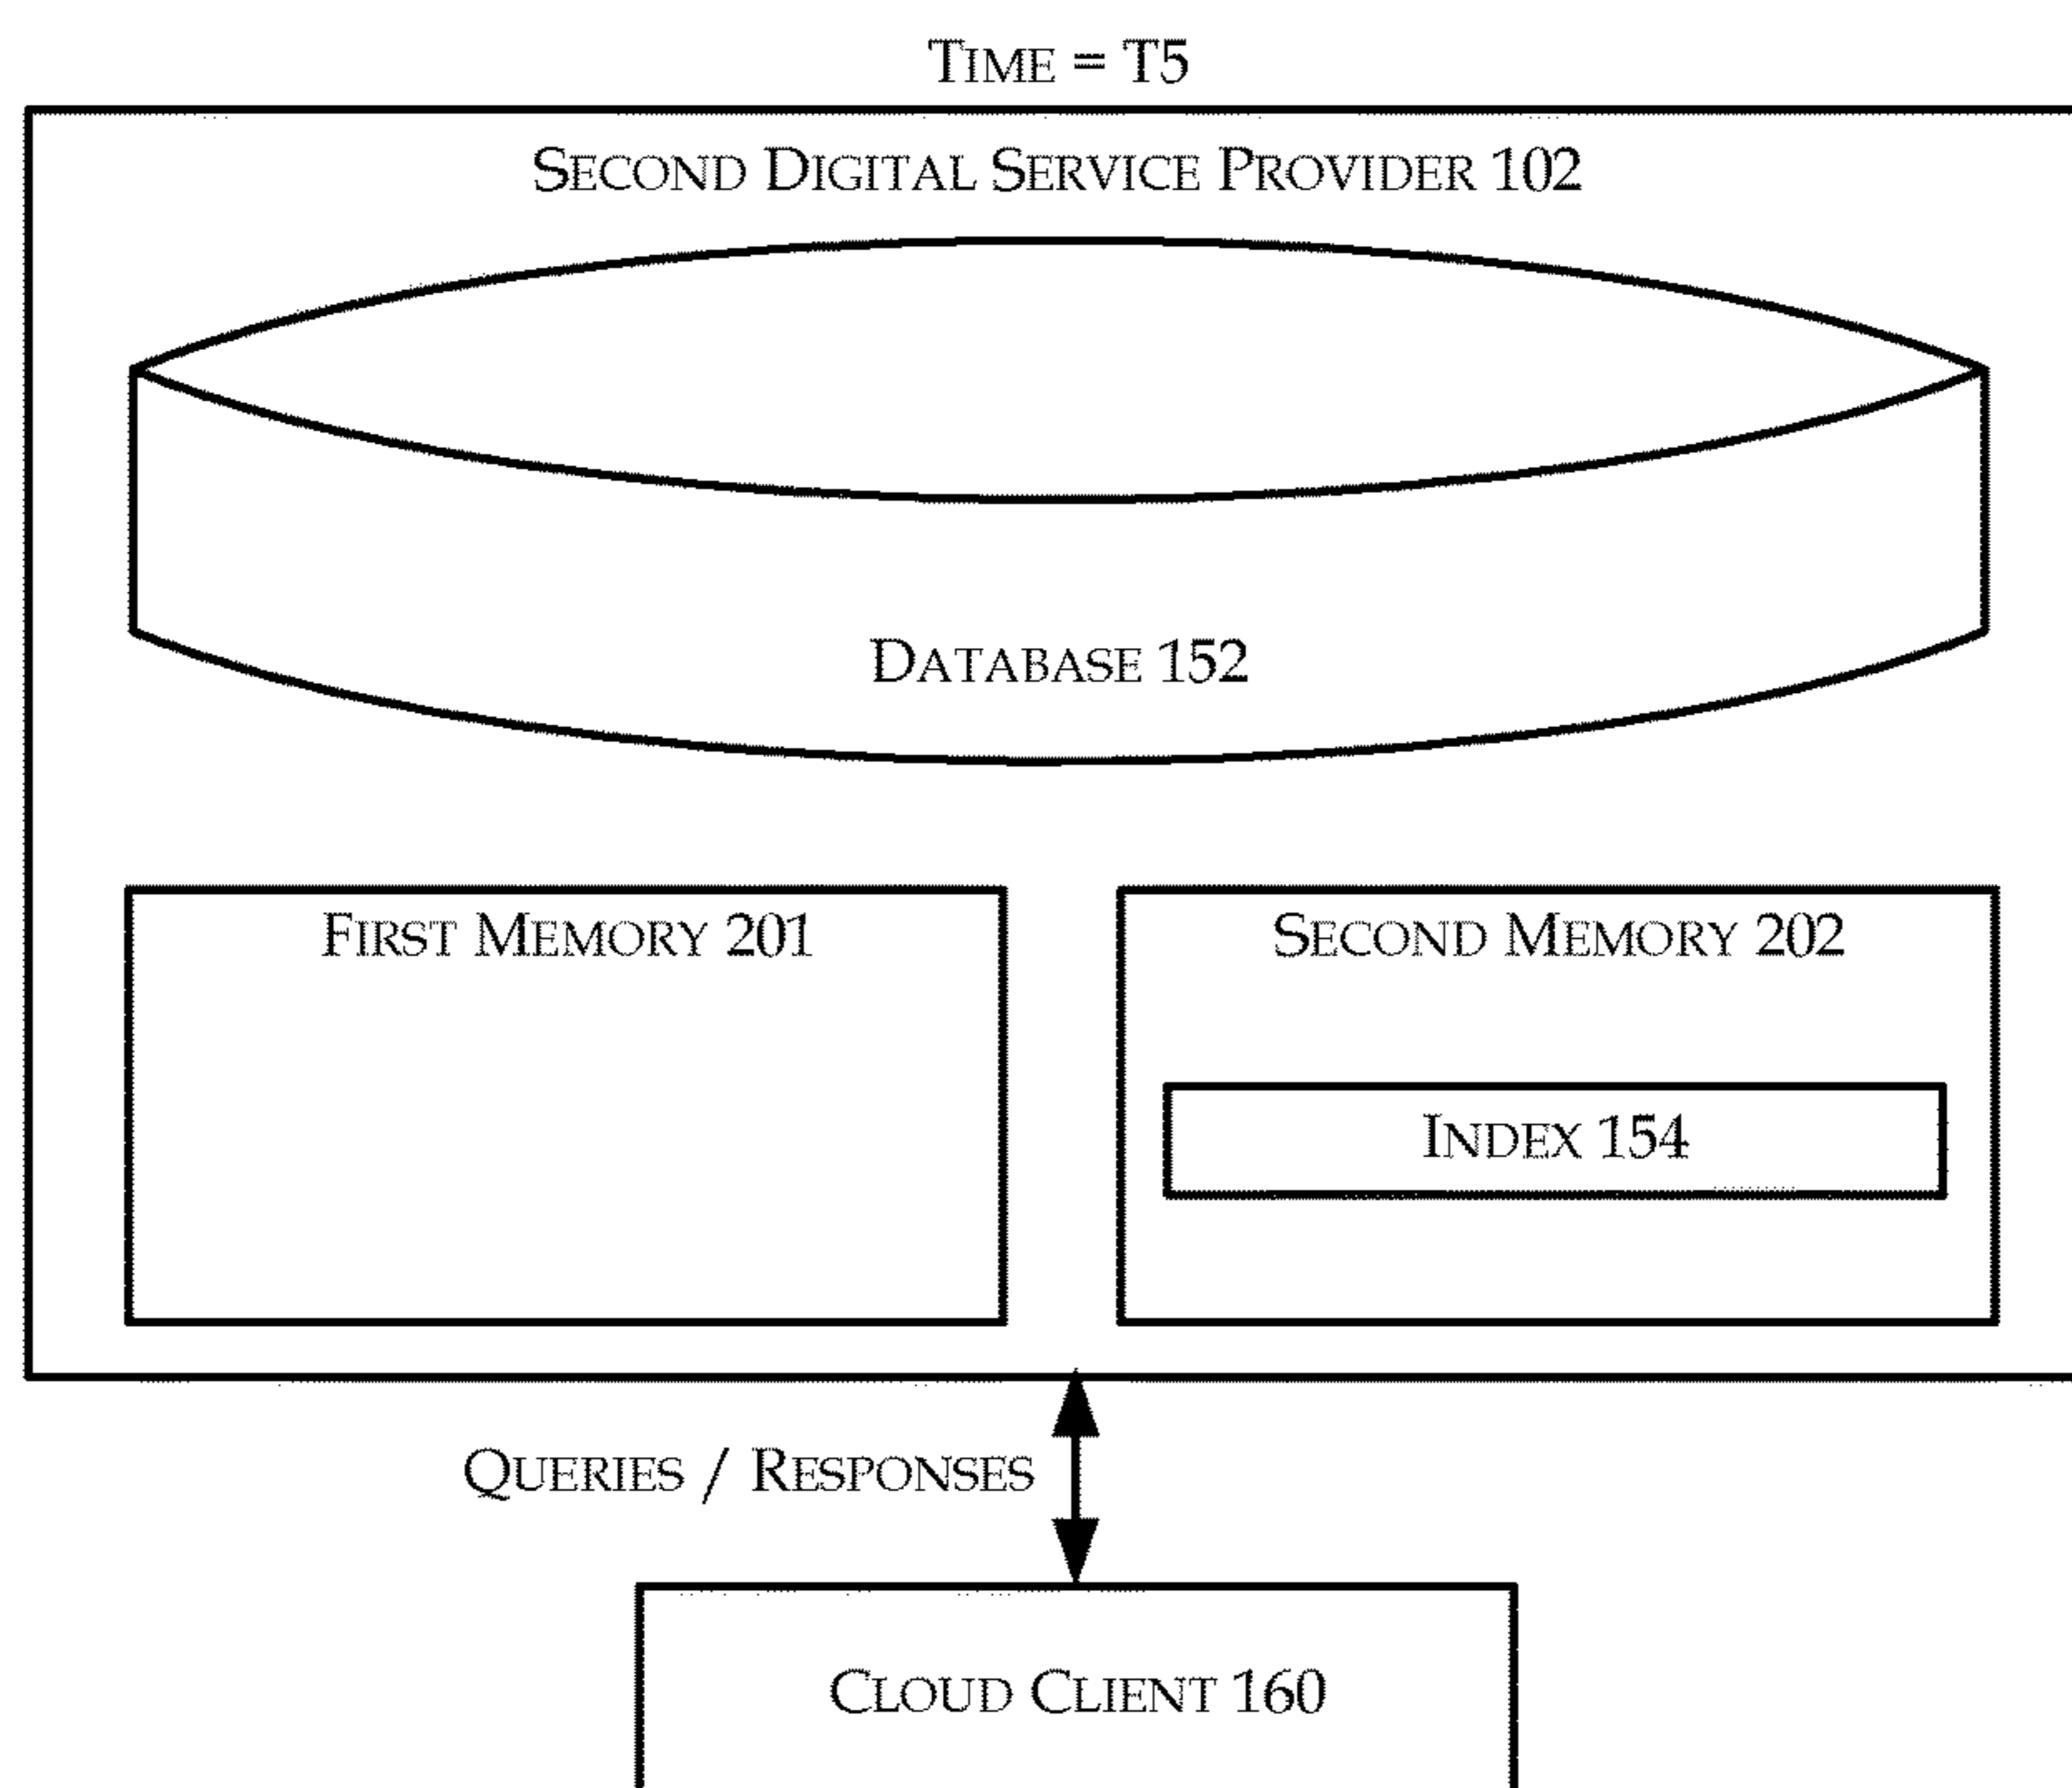 TIME = T5
SECOND DIGITAL SERVICE PROVIDER 102
DATABASE 152
FIRST MEMORY 201
SECOND MEMORY 202
INDEX 154
QUERIES / RESPONSES
CLOUD CLIENT 160